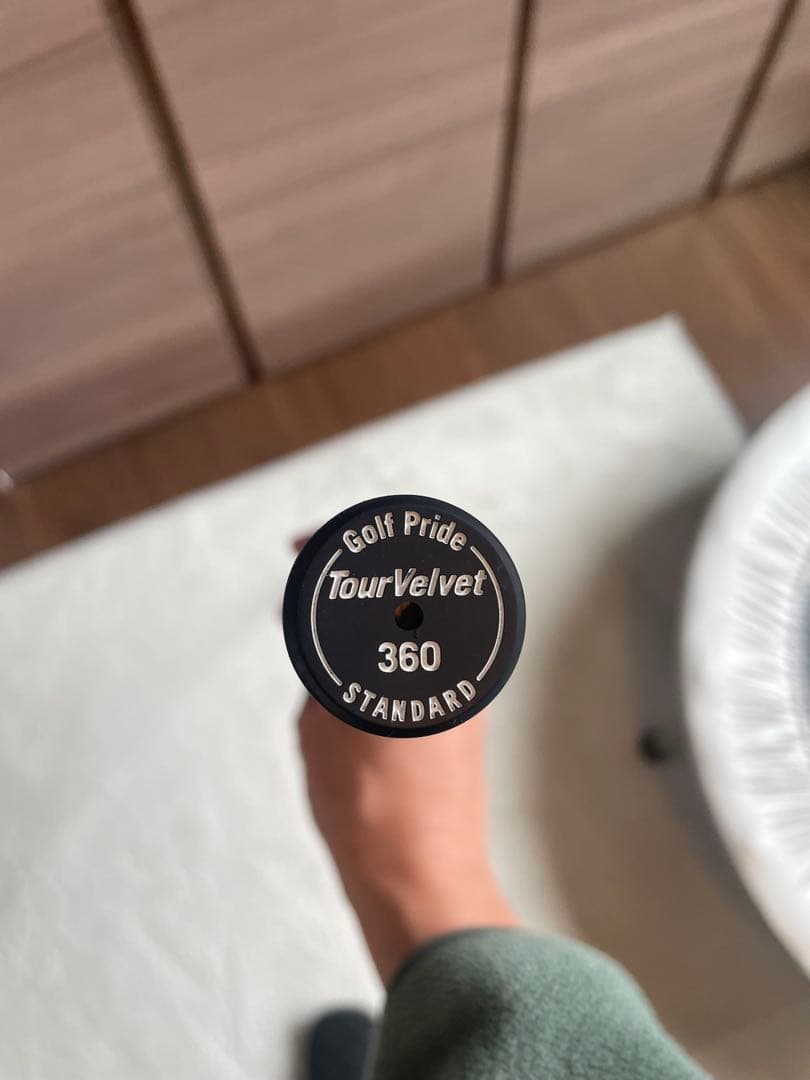 Golf Pride
TourVelvet
360
STANDARD